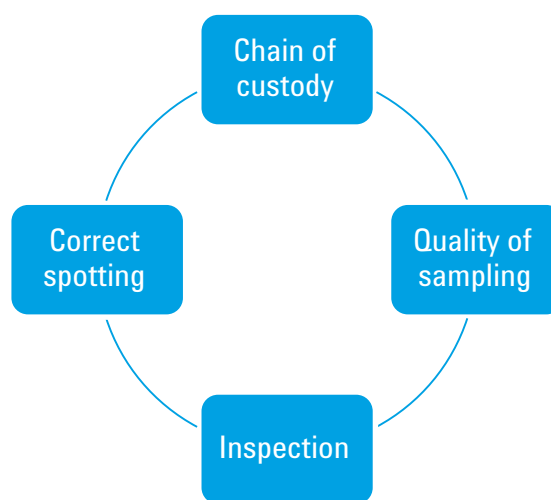 Chain of
custody
Correct
spotting
Quality of
sampling
Inspection